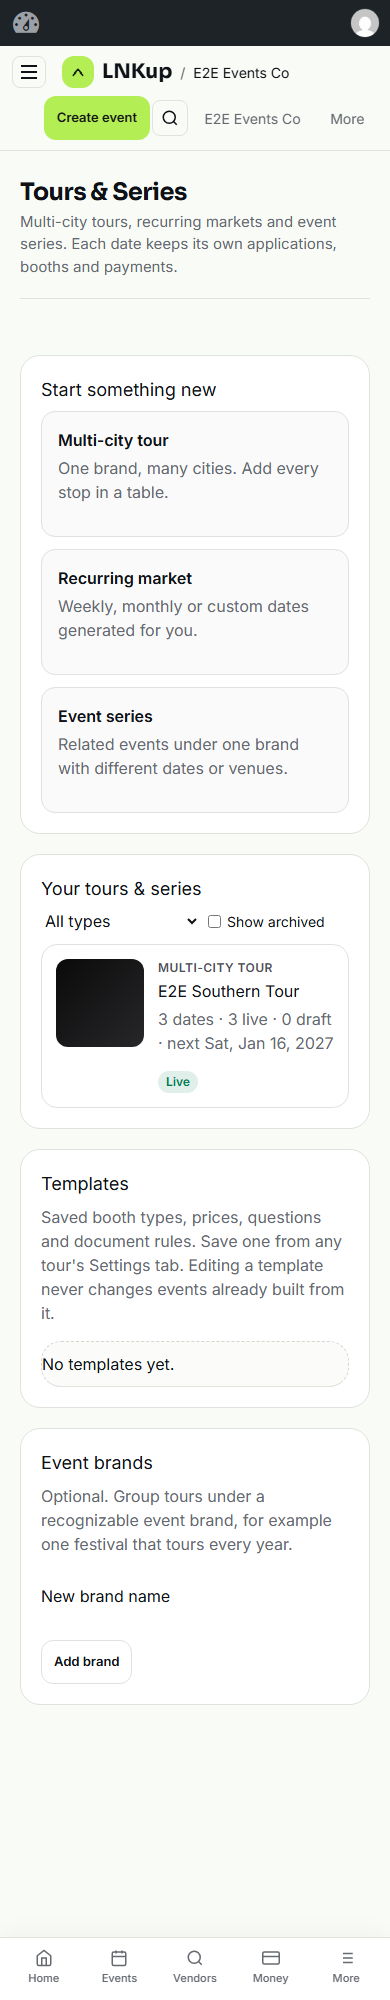 LNKup / E2E Events Co
Create event E2E Events Co More
Tours & Series
Multi-city tours, recurring markets and event
series. Each date keeps its own applications,
booths and payments.
Start something new
Multi-city tour
One brand, many cities. Add every
stop in a table.
Recurring market
Weekly, monthly or custom dates
generated for you.
Event series
Related events under one brand
with different dates or venues.
Your tours & series
All types Show archived
MULTI-CITY TOUR
E2E Southern Tour
3 dates · 3 live · 0 draft
· next Sat, Jan 16, 2027
Live
Templates
Saved booth types, prices, questions
and document rules. Save one from any
tour's Settings tab. Editing a template
never changes events already built from
it.
No templates yet.
Event brands
Optional. Group tours under a
recognizable event brand, for example
one festival that tours every year.
New brand name
Add brand
Home Events Vendors Money More